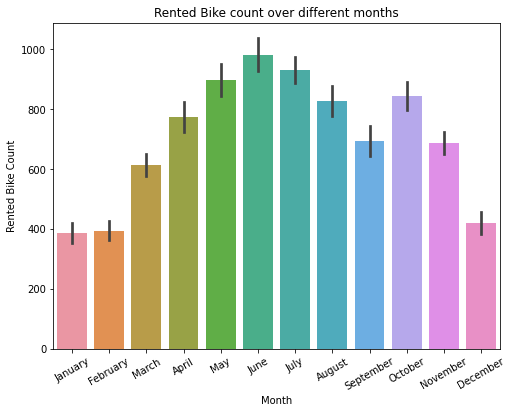 Rented Bike count over different months
Rented Bike Count
1000
800
600
400
200
0
January
February
March
April
May
June
July
August
September
October
November
December
Month